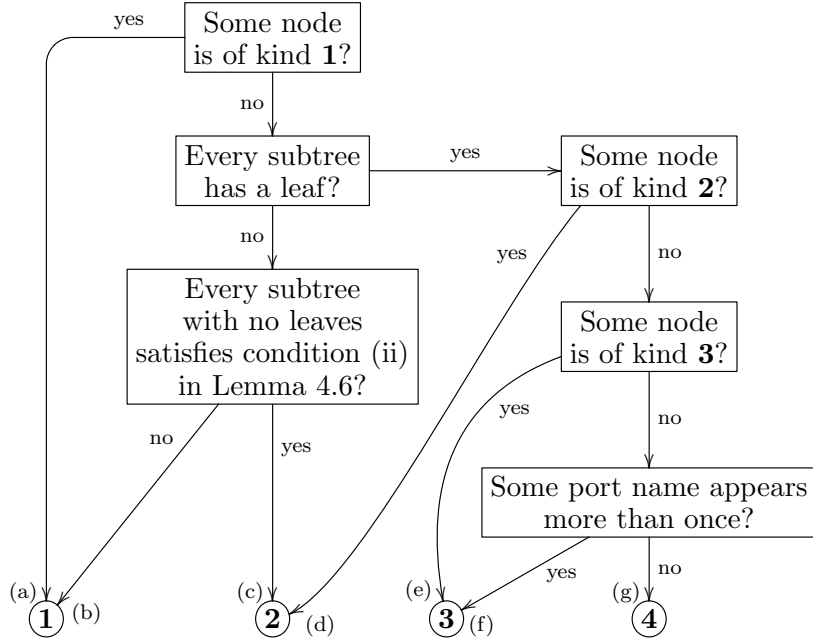 yes
Some node
is of kind 1?
no
Every subtree
has a leaf?
yes
Some node
is of kind 2?
no
yes
no
Every subtree
with no leaves
satisfies condition (ii)
in Lemma 4.6?
Some node
is of kind 3?
no
yes
yes
no
Some port name appears
more than once?
yes
no
(a)
1
(b)
(c)
2
(d)
(e)
3
(f)
(g)
4